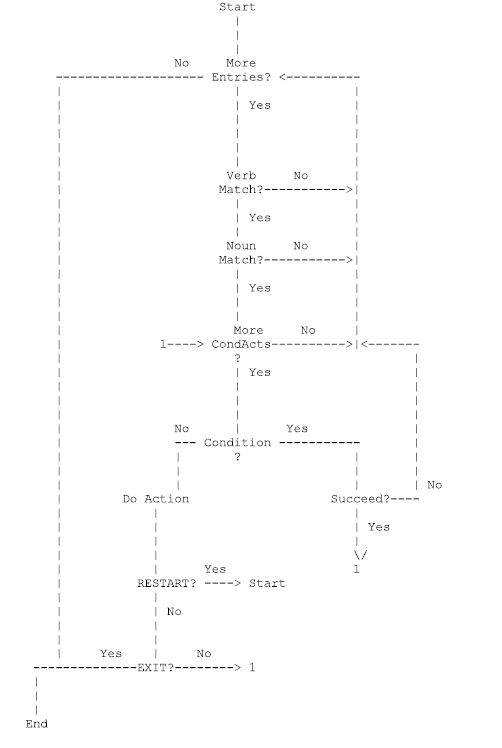 Start
No More
Entries?
Yes
Verb No
Match?
Yes
Noun No
Match?
Yes
More No
1----> CondActs
?
Yes
No Yes
Condition
?
No
Do Action Succeed?
Yes
\/
Yes 1
RESTART? ----> Start
No
Yes No
EXIT?--------> 1
End